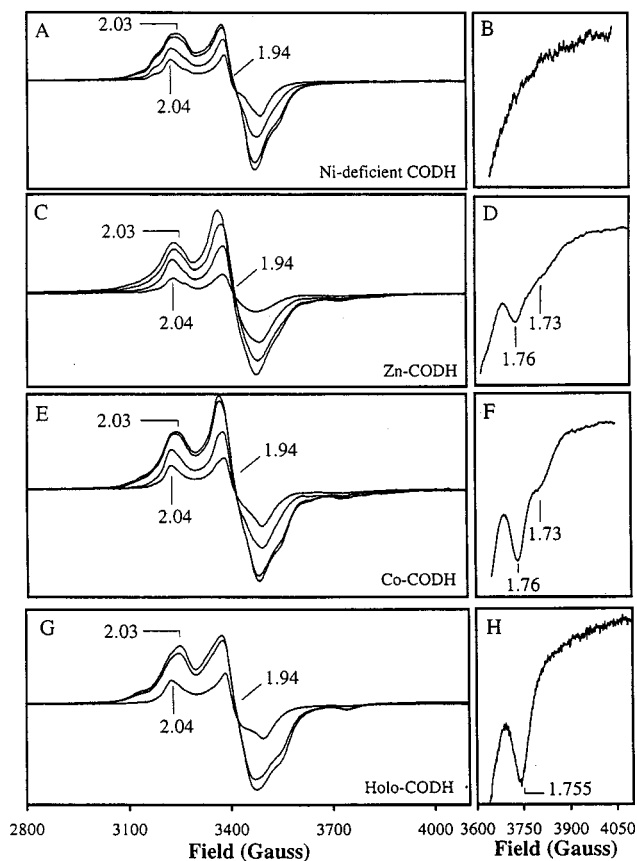 A
2.03
1.94
2.04
Ni-deficient CODH
B
C
2.03
1.94
2.04
Zn-CODH
D
1.73
1.76
E
2.03
1.94
2.04
Co-CODH
F
1.73
1.76
G
2.03
1.94
2.04
Holo-CODH
H
1.755
2800 3100 3400 3700 4000
3600 3750 3900 4050
Field (Gauss)
Field (Gauss)